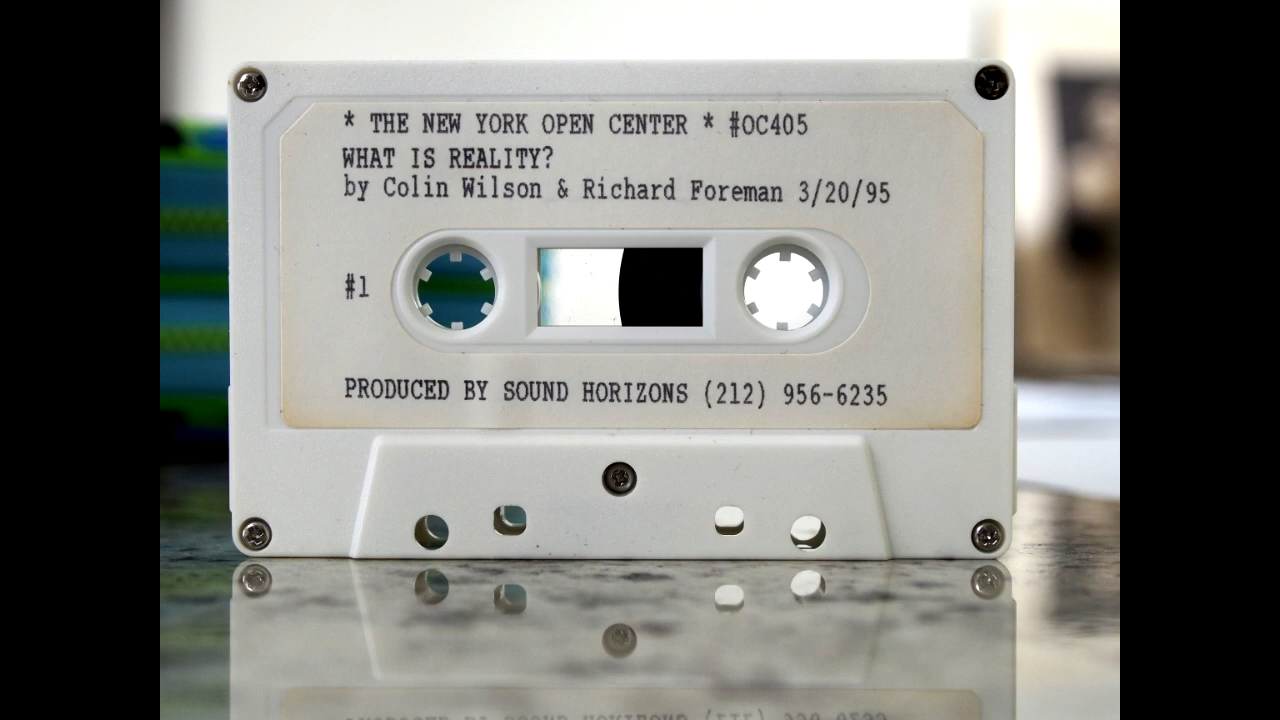 * THE NEW YORK OPEN CENTER * #OC405
WHAT IS REALITY?
by Colin Wilson & Richard Foreman 3/20/95
#1
PRODUCED BY SOUND HORIZONS (212) 956-6235